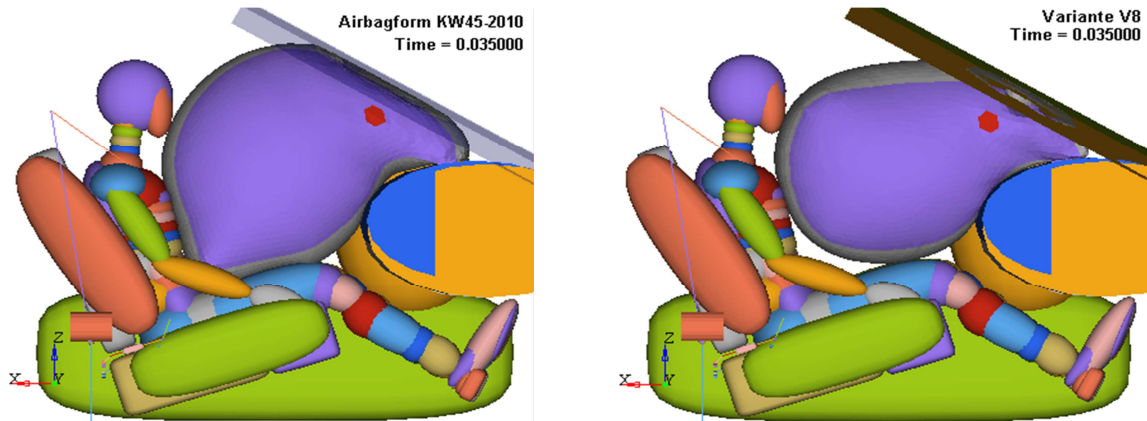 Airbagform KW45-2010
Time = 0.035000
Z
X
Y
Variante V8
Time = 0.035000
Z
X
Y